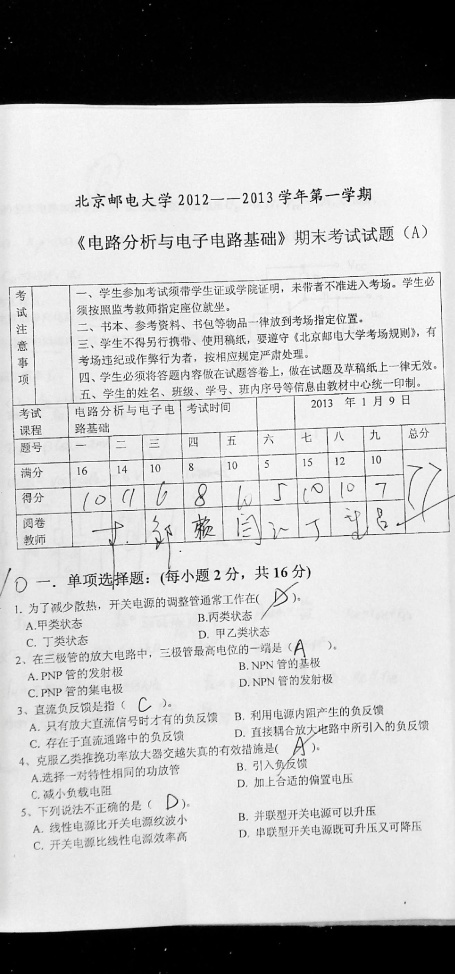 北京邮电大学 2012——2013 学年第一学期
《电路分析与电子电路基础》期末考试试题（A）
考试注意事项
一、学生参加考试须带学生证或学院证明，未带者不准进入考场。学生必
须按照监考教师指定座位就坐。
二、书本、参考资料、书包等物品一律放到考场指定位置。
三、学生不得另行携带、使用稿纸，要遵守《北京邮电大学考场规则》，有
考场违纪或作弊行为者，按相应规定严肃处理。
四、学生必须将答题内容做在试题答卷上，做在试题及草稿纸上一律无效。
五、学生的姓名、班级、学号、班内序号等信息由教材中心统一印制。
考试课程 电路分析与电子电路基础 考试时间 2013 年 1 月 9 日
题号 一 二 三 四 五 六 七 八 九 总分
满分 16 14 10 8 10 5 15 12 10
得分 10 11 6 8 5 10 10 7 77
阅卷教师
10 一．单项选择题：(每小题 2 分，共 16 分)
1. 为了减少散热，开关电源的调整管通常工作在( D )。
A.甲类状态 B.丙类状态
C. 丁类状态 D. 甲乙类状态
2、在三极管的放大电路中，三极管最高电位的一端是（ A ）。
A. PNP 管的发射极 B. NPN 管的基极
C. PNP 管的集电极 D. NPN 管的发射极
3、直流负反馈是指（ C ）。
A. 只有放大直流信号时才有的负反馈 B. 利用电源内阻产生的负反馈
C. 存在于直流通路中的负反馈 D. 直接耦合放大电路中所引入的负反馈
4、克服乙类推挽功率放大器交越失真的有效措施是( A )。
A.选择一对特性相同的功放管 B. 引入负反馈
C. 减小负载电阻 D. 加上合适的偏置电压
5、下列说法不正确的是（ D ）。
A. 线性电源比开关电源纹波小 B. 并联型开关电源可以升压
C. 开关电源比线性电源效率高 D. 串联型开关电源既可升压又可降压